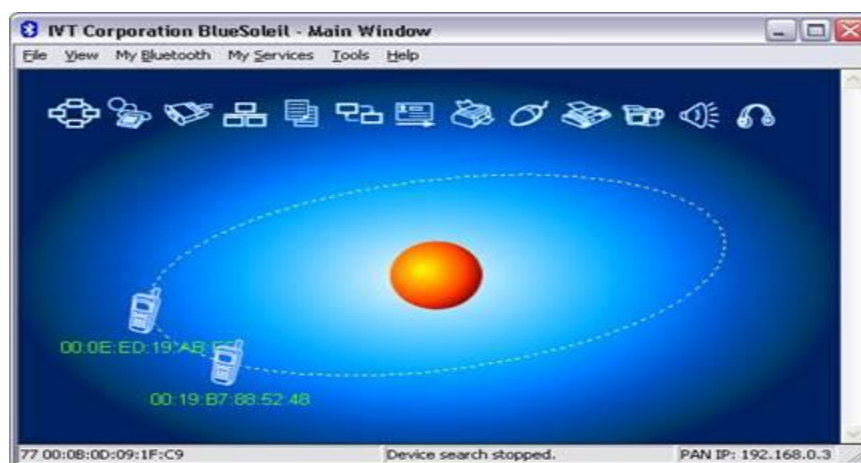 IVT Corporation BlueSoleil - Main Window
File View My Bluetooth My Services Tools Help
00:0E:ED:19:AB:
00:19:B7:88:52:48
77 00:0B:0D:09:1F:C9 Device search stopped. PAN IP: 192.168.0.3